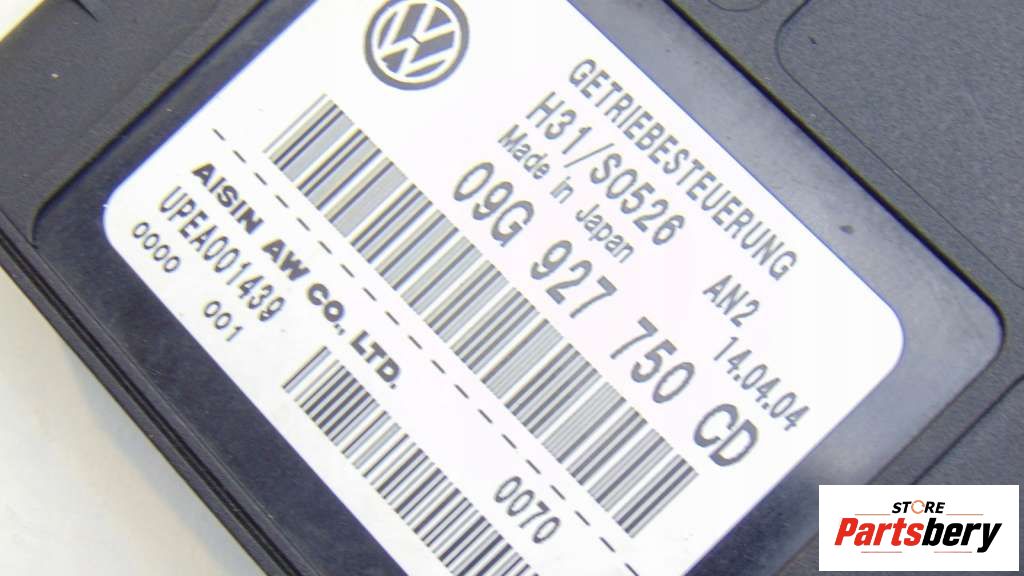 GETRIEBESTEUERUNG
H31/S0526 AN2
Made in Japan 14.04.04
09G 927 750 CD
AISIN AW CO., LTD.
UPEA001439 0070
0000
0000 001
STORE
Partsbery